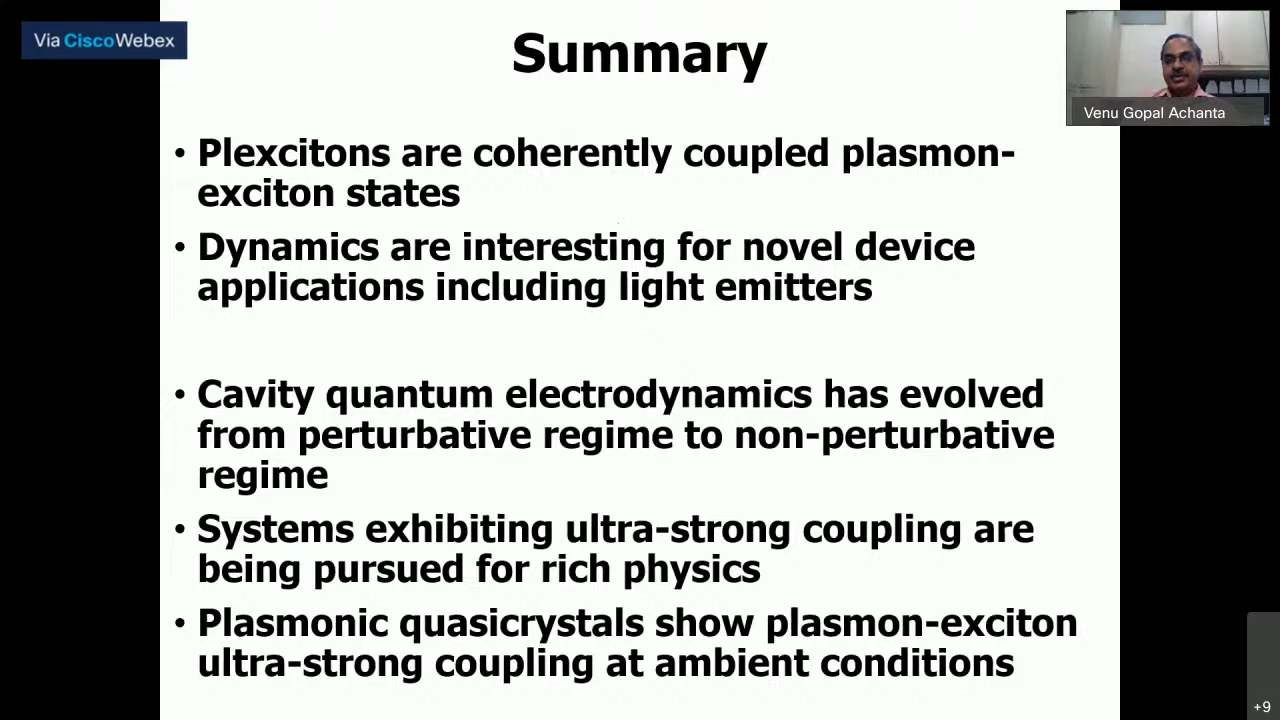 Via Cisco Webex
Summary
Venu Gopal Achanta
• Plexcitons are coherently coupled plasmon-
exciton states
• Dynamics are interesting for novel device
applications including light emitters
• Cavity quantum electrodynamics has evolved
from perturbative regime to non-perturbative
regime
• Systems exhibiting ultra-strong coupling are
being pursued for rich physics
• Plasmonic quasicrystals show plasmon-exciton
ultra-strong coupling at ambient conditions
+9